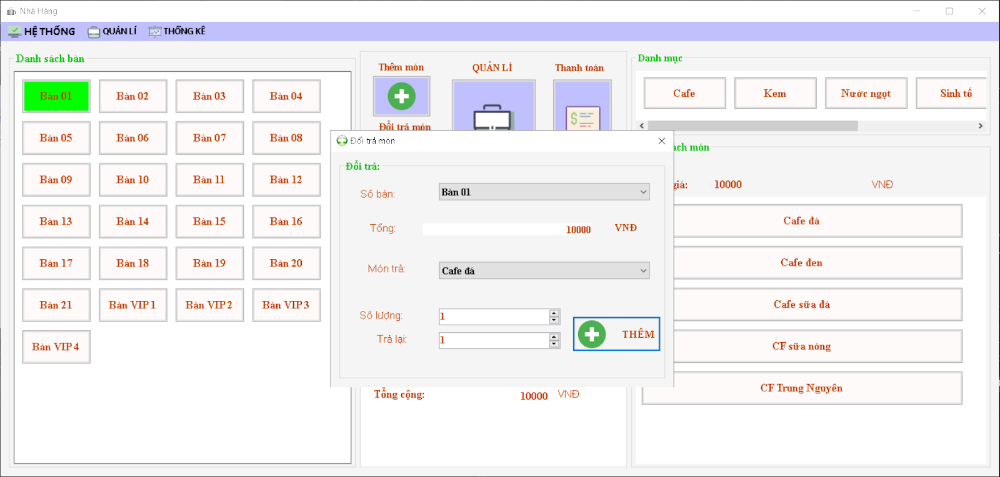 Nhà Hàng
HỆ THỐNG QUẢN LÍ THỐNG KÊ
Danh sách bàn
Bàn 01 Bàn 02 Bàn 03 Bàn 04
Bàn 05 Bàn 06 Bàn 07 Bàn 08
Bàn 09 Bàn 10 Bàn 11 Bàn 12
Bàn 13 Bàn 14 Bàn 15 Bàn 16
Bàn 17 Bàn 18 Bàn 19 Bàn 20
Bàn 21 Bàn VIP 1 Bàn VIP 2 Bàn VIP 3
Bàn VIP 4
Thêm món QUẢN LÍ Thanh toán
Đổi trả món
Đổi trả món
Đổi trả:
Số bàn: Bàn 01
Tổng: 10000 VNĐ
Món trả: Cafe đá
Số lượng: 1
Trả lại: 1
THÊM
Tổng cộng: 10000 VNĐ
Danh mục
Cafe Kem Nước ngọt Sinh tố
ách món
giá: 10000 VNĐ
Cafe đá
Cafe đen
Cafe sữa đá
CF sữa nóng
CF Trung Nguyên